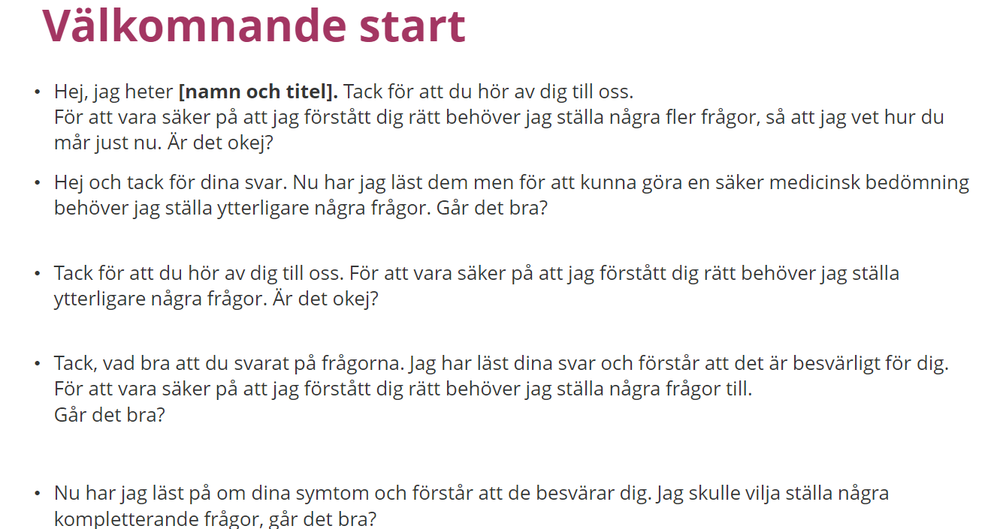 Välkomnande start
• Hej, jag heter [namn och titel]. Tack för att du hör av dig till oss.
För att vara säker på att jag förstått dig rätt behöver jag ställa några fler frågor, så att jag vet hur du
mår just nu. Är det okej?
• Hej och tack för dina svar. Nu har jag läst dem men för att kunna göra en säker medicinsk bedömning
behöver jag ställa ytterligare några frågor. Går det bra?
• Tack för att du hör av dig till oss. För att vara säker på att jag förstått dig rätt behöver jag ställa
ytterligare några frågor. Är det okej?
• Tack, vad bra att du svarat på frågorna. Jag har läst dina svar och förstår att det är besvärligt för dig.
För att vara säker på att jag förstått dig rätt behöver jag ställa några frågor till.
Går det bra?
• Nu har jag läst på om dina symtom och förstår att de besvärar dig. Jag skulle vilja ställa några
kompletterande frågor, går det bra?